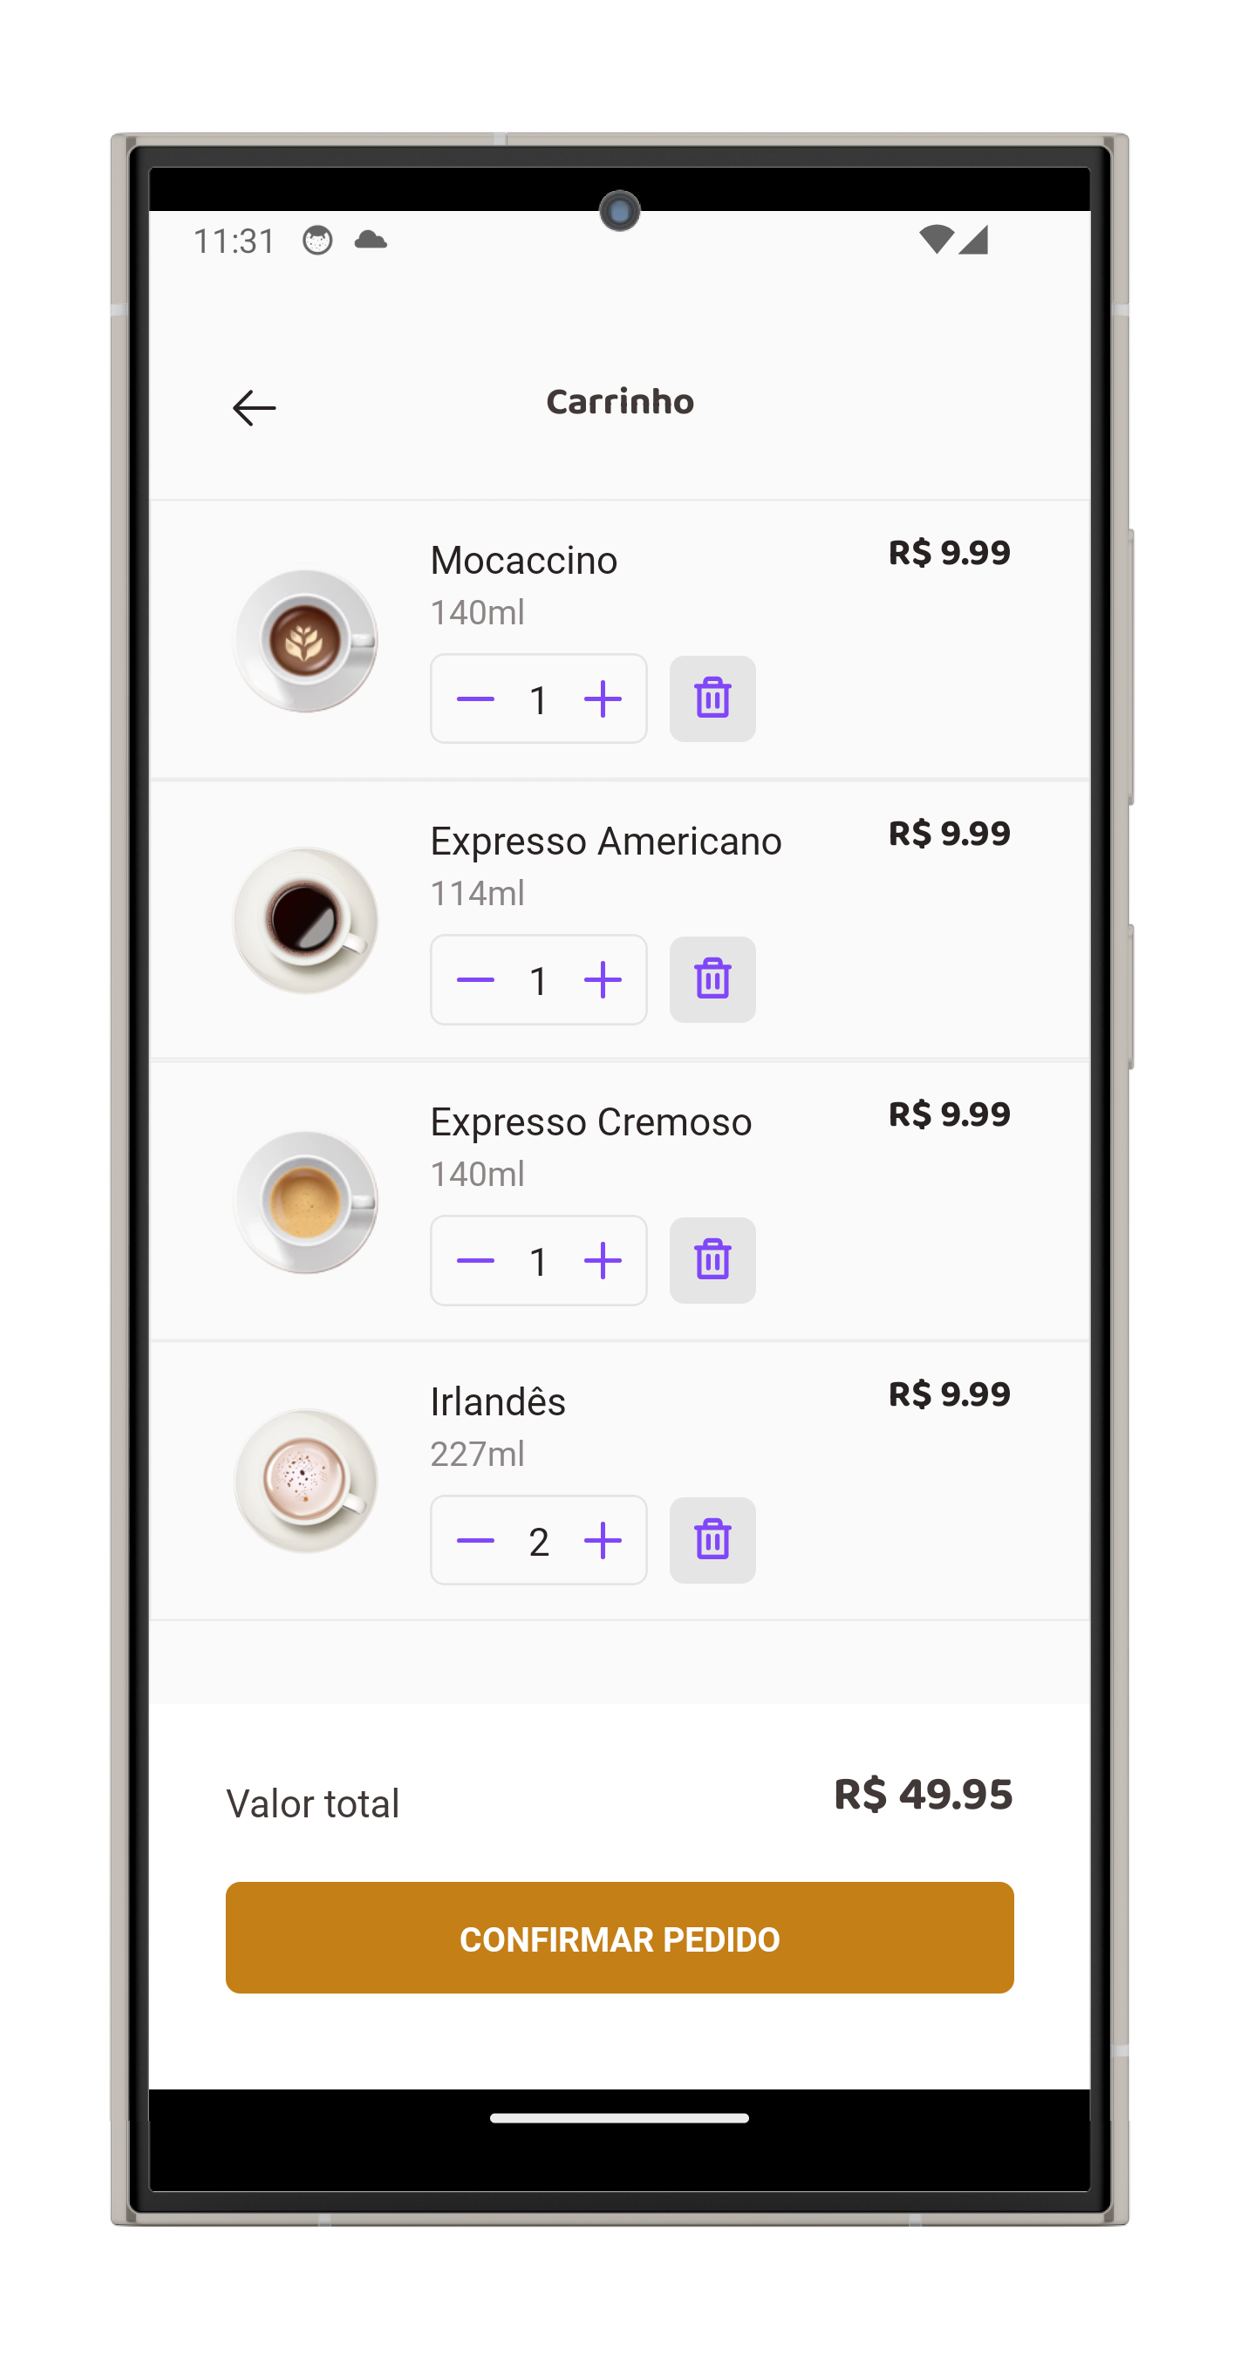 11:31
Carrinho
Mocaccino
R$ 9.99
140ml
1
Expresso Americano
R$ 9.99
114ml
1
Expresso Cremoso
R$ 9.99
140ml
1
Irlandês
R$ 9.99
227ml
2
Valor total
R$ 49.95
CONFIRMAR PEDIDO